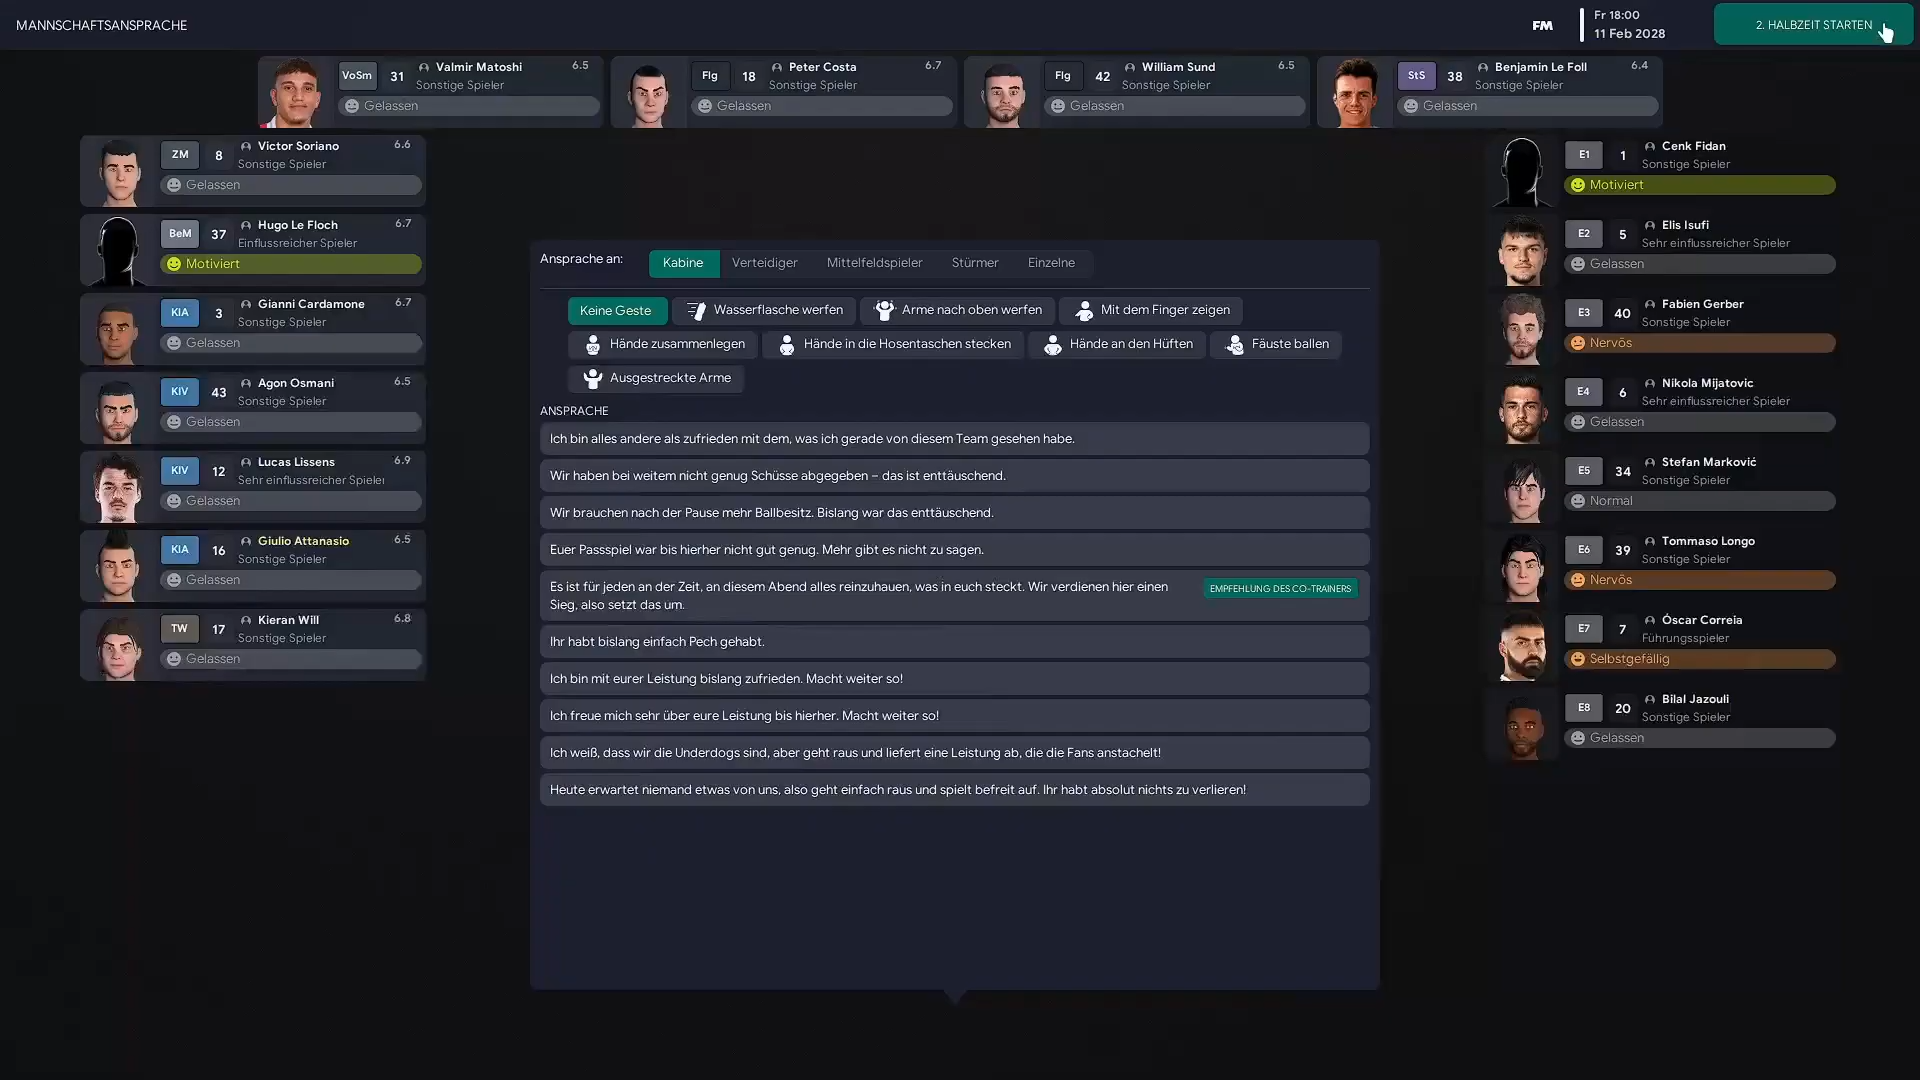 MANNSCHAFTSANSPRACHE
FM
Fr 18:00
11 Feb 2028
2. HALBZEIT STARTEN
VoSm 31 Valmir Matoshi 6.5
Sonstige Spieler
Gelassen
Flg 18 Peter Costa 6.7
Sonstige Spieler
Gelassen
Flg 42 William Sund 6.5
Sonstige Spieler
Gelassen
StS 38 Benjamin Le Foll 6.4
Sonstige Spieler
Gelassen
ZM 8 Victor Soriano 6.6
Sonstige Spieler
Gelassen
BeM 37 Hugo Le Floch 6.7
Einflussreicher Spieler
Motiviert
KIA 3 Gianni Cardamone 6.7
Sonstige Spieler
Gelassen
KIV 43 Agon Osmani 6.5
Sonstige Spieler
Gelassen
KIV 12 Lucas Lissens 6.9
Sehr einflussreicher Spieler
Gelassen
KIA 16 Giulio Attanasio 6.5
Sonstige Spieler
Gelassen
TW 17 Kieran Will 6.8
Sonstige Spieler
Gelassen
Ansprache an: Kabine Verteidiger Mittelfeldspieler Stürmer Einzelne
Keine Geste Wasserflasche werfen Arme nach oben werfen Mit dem Finger zeigen
Hände zusammenlegen Hände in die Hosentaschen stecken Hände an den Hüften Fäuste ballen
Ausgestreckte Arme
ANSPRACHE
Ich bin alles andere als zufrieden mit dem, was ich gerade von diesem Team gesehen habe.
Wir haben bei weitem nicht genug Schüsse abgegeben – das ist enttäuschend.
Wir brauchen nach der Pause mehr Ballbesitz. Bislang war das enttäuschend.
Euer Passspiel war bis hierher nicht gut genug. Mehr gibt es nicht zu sagen.
Es ist für jeden an der Zeit, an diesem Abend alles reinzuhauen, was in euch steckt. Wir verdienen hier einen
Sieg, also setzt das um.
EMPFEHLUNG DES CO-TRAINERS
Ihr habt bislang einfach Pech gehabt.
Ich bin mit eurer Leistung bislang zufrieden. Macht weiter so!
Ich freue mich sehr über eure Leistung bis hierher. Macht weiter so!
Ich weiß, dass wir die Underdogs sind, aber geht raus und liefert eine Leistung ab, die die Fans anstachelt!
Heute erwartet niemand etwas von uns, also geht einfach raus und spielt befreit auf. Ihr habt absolut nichts zu verlieren!
E1 1 Cenk Fidan
Sonstige Spieler
Motiviert
E2 5 Elis Isufi
Sehr einflussreicher Spieler
Gelassen
E3 40 Fabien Gerber
Sonstige Spieler
Nervös
E4 6 Nikola Mijatovic
Sehr einflussreicher Spieler
Gelassen
E5 34 Stefan Marković
Sonstige Spieler
Normal
E6 39 Tommaso Longo
Sonstige Spieler
Nervös
E7 7 Óscar Correia
Führungsspieler
Selbstgefällig
E8 20 Bilal Jazouli
Sonstige Spieler
Gelassen